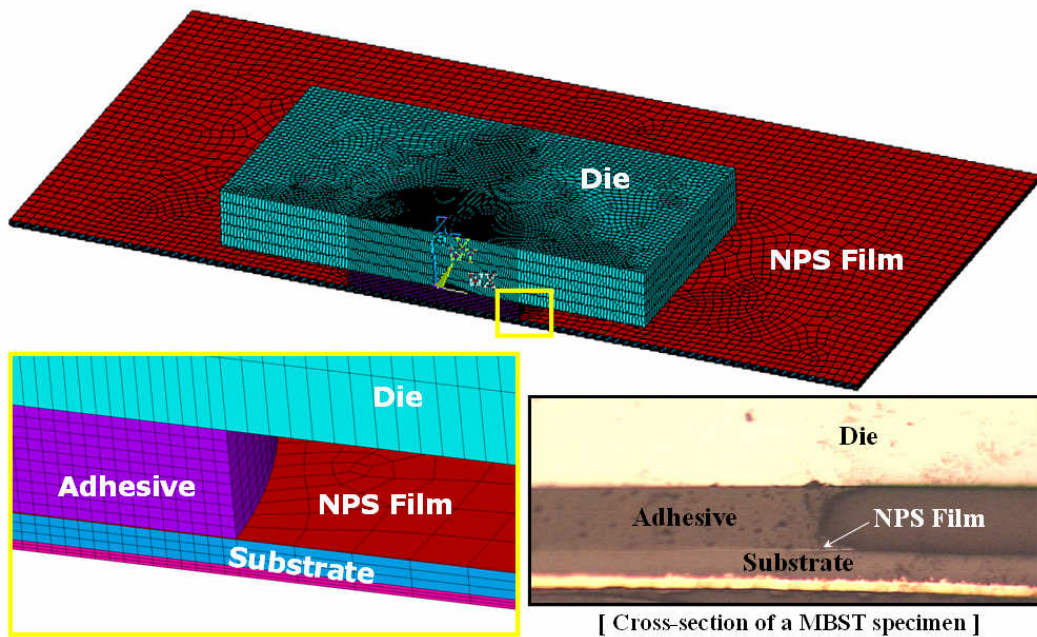 Die
NPS Film
Z
Die
Adhesive
NPS Film
Substrate
Die
Adhesive
NPS Film
Substrate
[ Cross-section of a MBST specimen ]